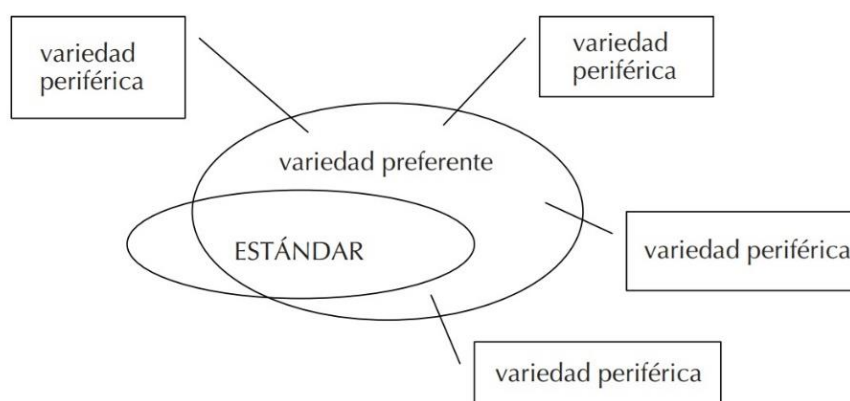 variedad
periférica
variedad
periférica
variedad preferente
ESTÁNDAR
variedad periférica
variedad periférica